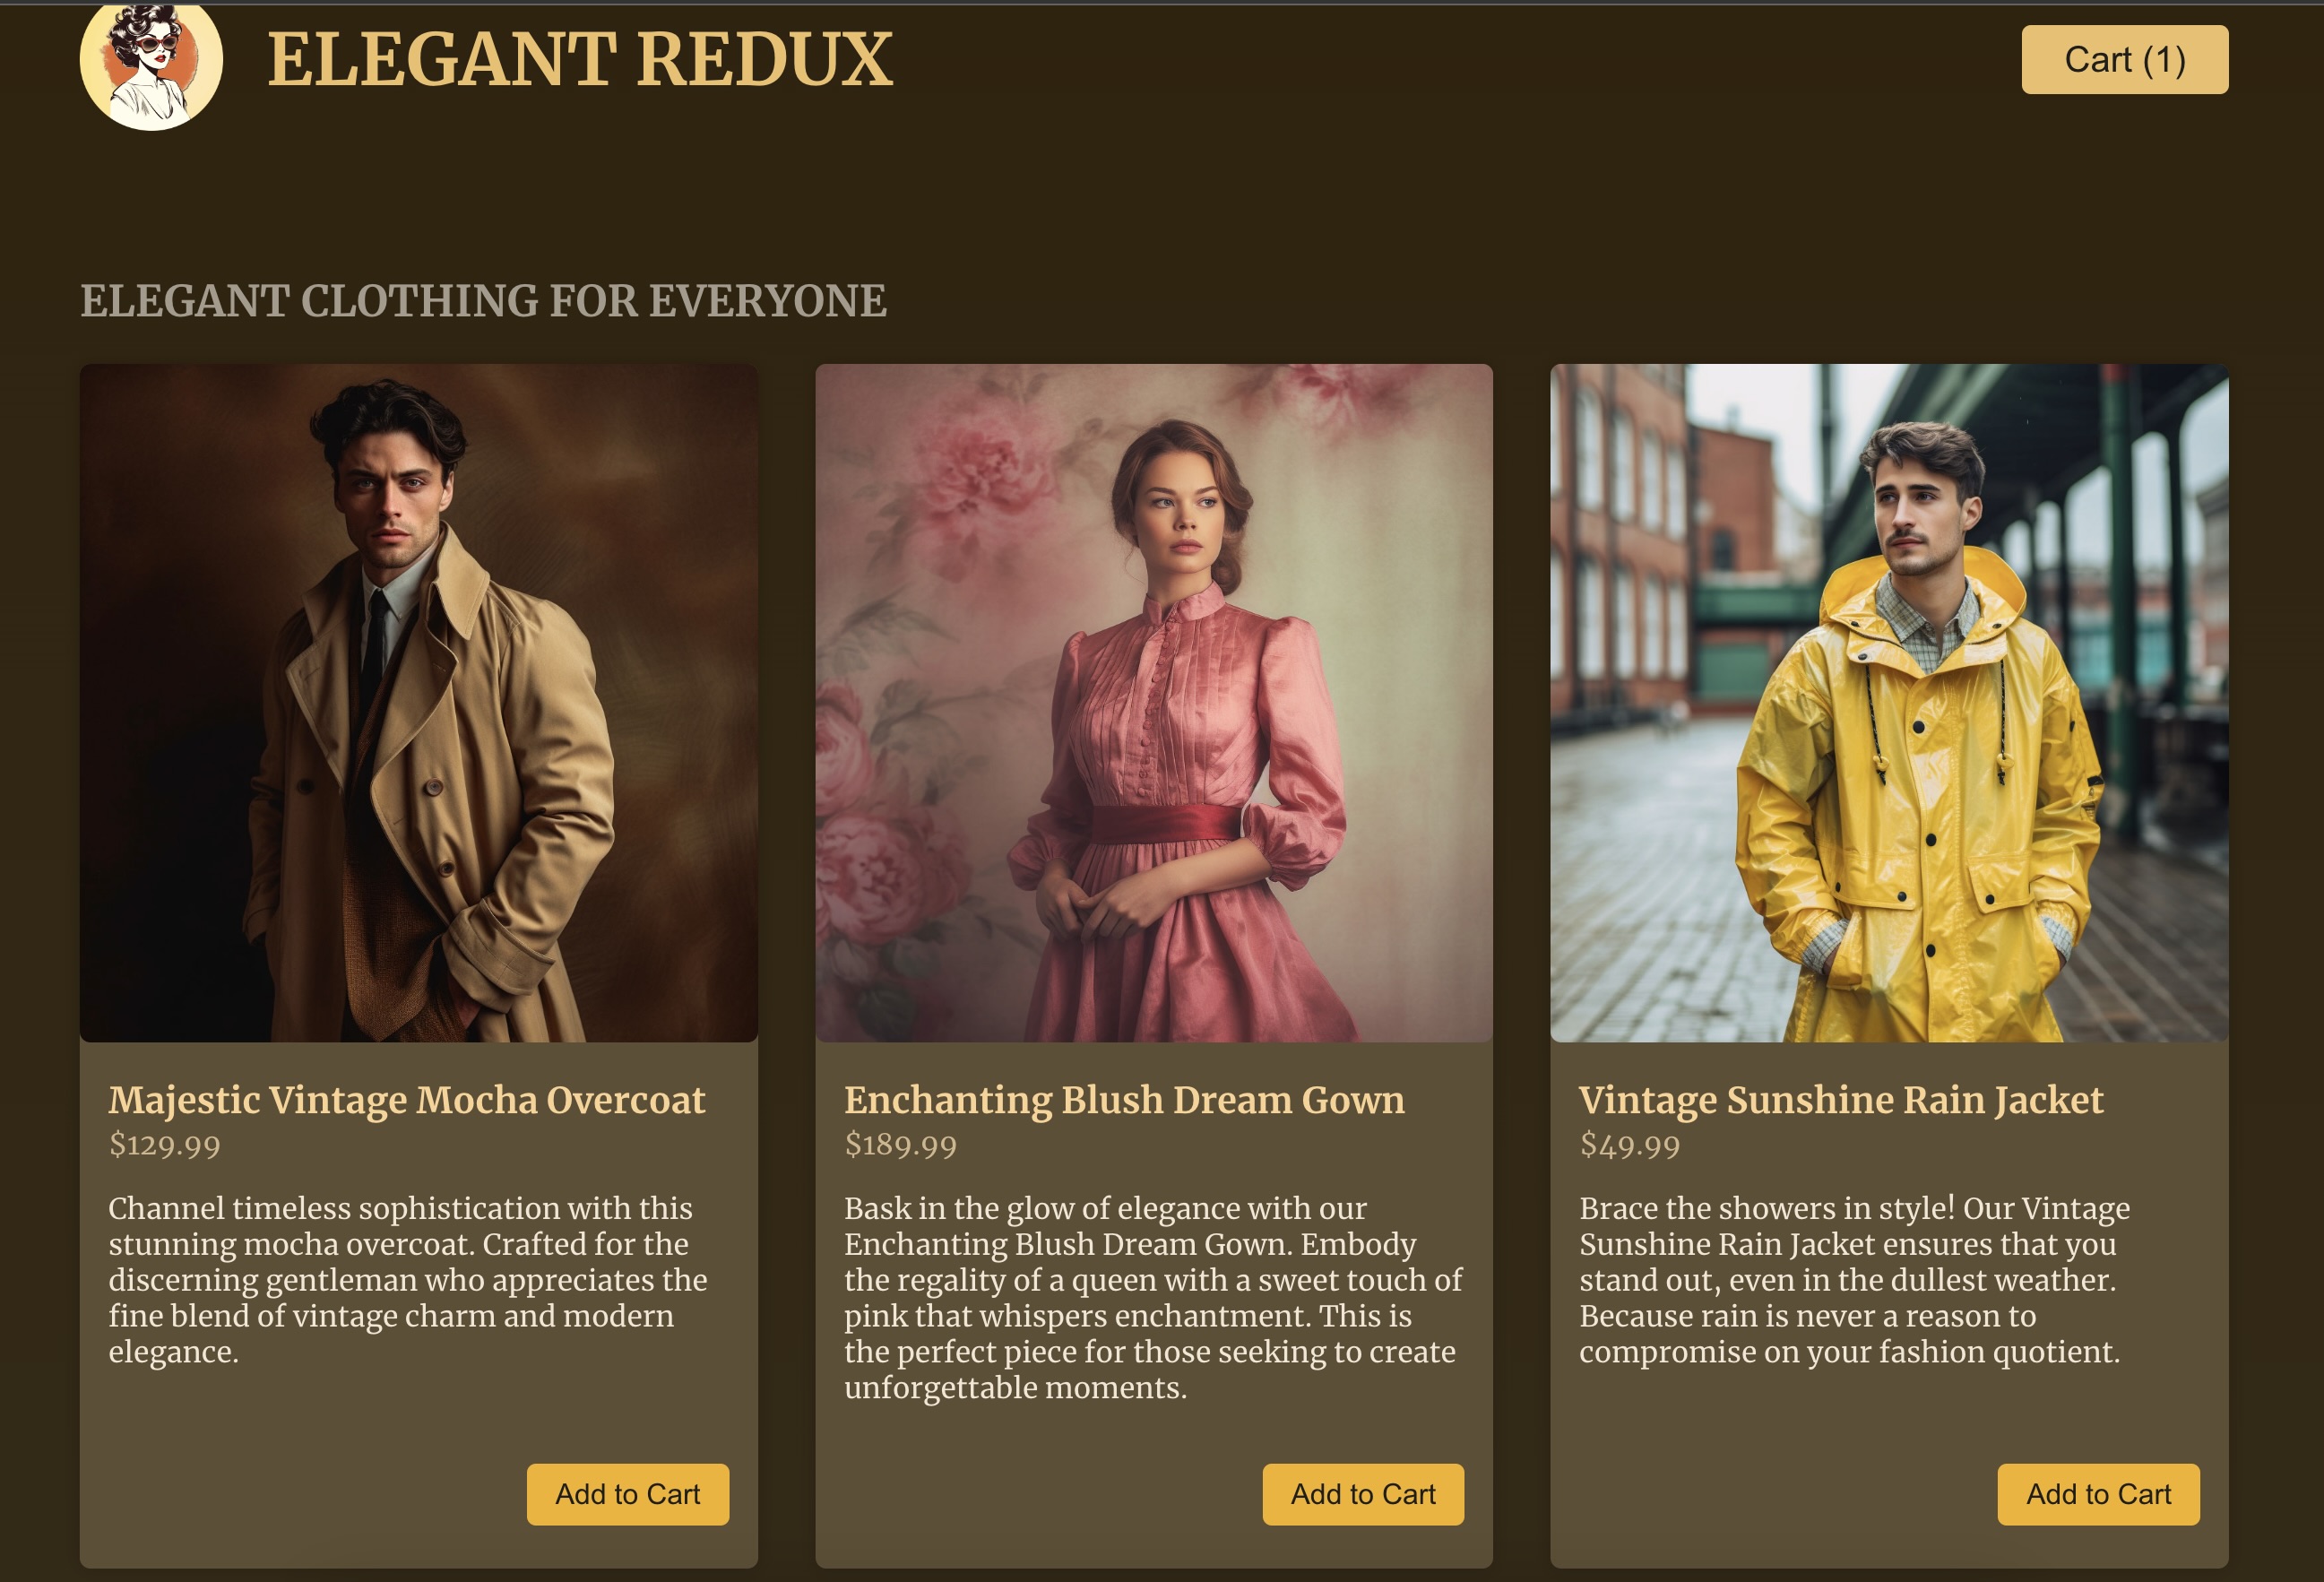 ELEGANT REDUX
Cart (1)
ELEGANT CLOTHING FOR EVERYONE
Majestic Vintage Mocha Overcoat
$129.99
Channel timeless sophistication with this
stunning mocha overcoat. Crafted for the
discerning gentleman who appreciates the
fine blend of vintage charm and modern
elegance.
Add to Cart
Enchanting Blush Dream Gown
$189.99
Bask in the glow of elegance with our
Enchanting Blush Dream Gown. Embody
the regality of a queen with a sweet touch of
pink that whispers enchantment. This is
the perfect piece for those seeking to create
unforgettable moments.
Add to Cart
Vintage Sunshine Rain Jacket
$49.99
Brace the showers in style! Our Vintage
Sunshine Rain Jacket ensures that you
stand out, even in the dullest weather.
Because rain is never a reason to
compromise on your fashion quotient.
Add to Cart